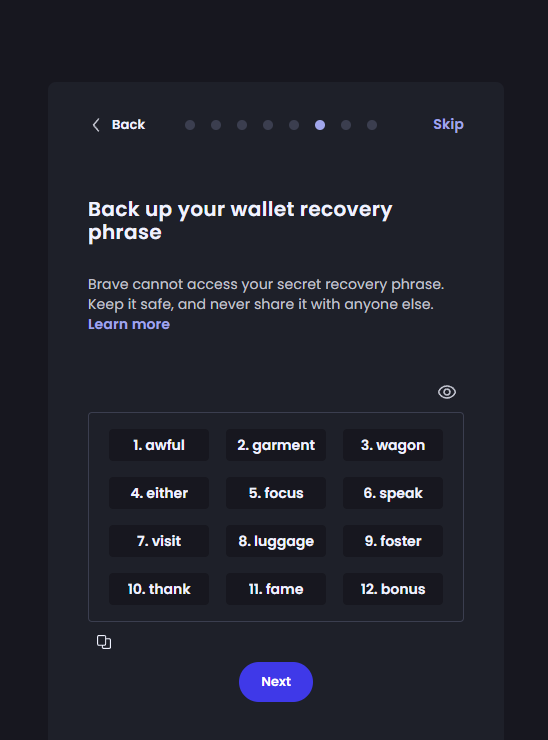 Back
Skip
Back up your wallet recovery
phrase
Brave cannot access your secret recovery phrase.
Keep it safe, and never share it with anyone else.
Learn more
1. awful 2. garment 3. wagon
4. either 5. focus 6. speak
7. visit 8. luggage 9. foster
10. thank 11. fame 12. bonus
Next